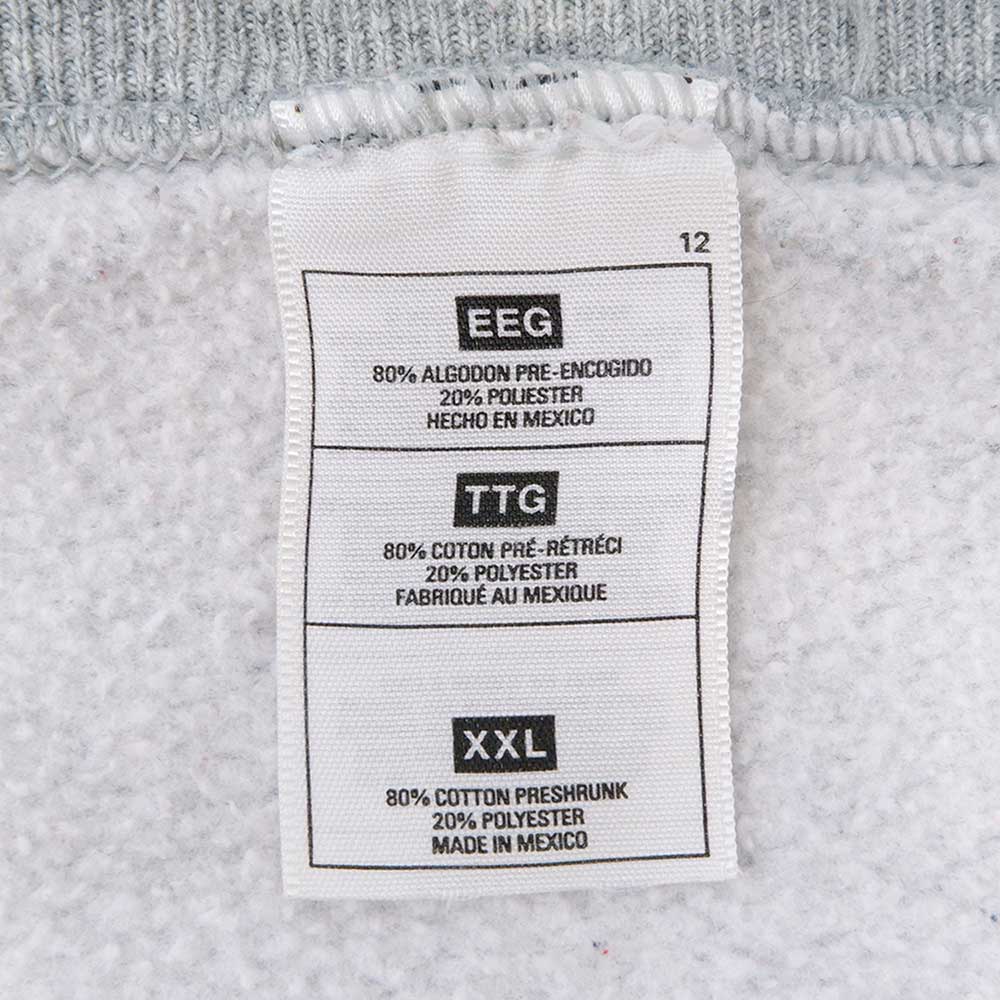 12
EEG
80% ALGODON PRE-ENCOGIDO
20% POLIESTER
HECHO EN MEXICO
TTG
80% COTON PRÉ-RÉTRÉCI
20% POLYESTER
FABRIQUÉ AU MEXIQUE
XXL
80% COTTON PRESHRUNK
20% POLYESTER
MADE IN MEXICO